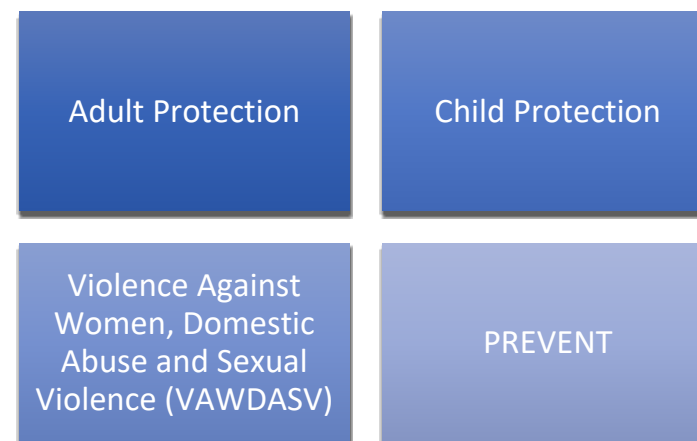 Adult Protection
Child Protection
Violence Against
Women, Domestic
Abuse and Sexual
Violence (VAWDASV)
PREVENT